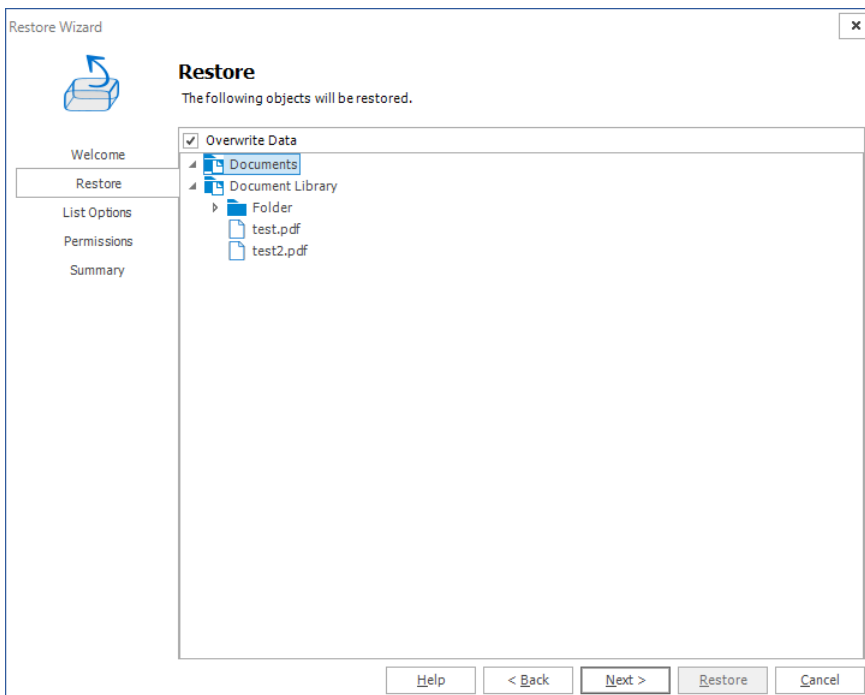 Restore Wizard
Restore
The following objects will be restored.
Welcome
Restore
List Options
Permissions
Summary
Overwrite Data
Documents
Document Library
Folder
test.pdf
test2.pdf
Help
< Back
Next >
Restore
Cancel